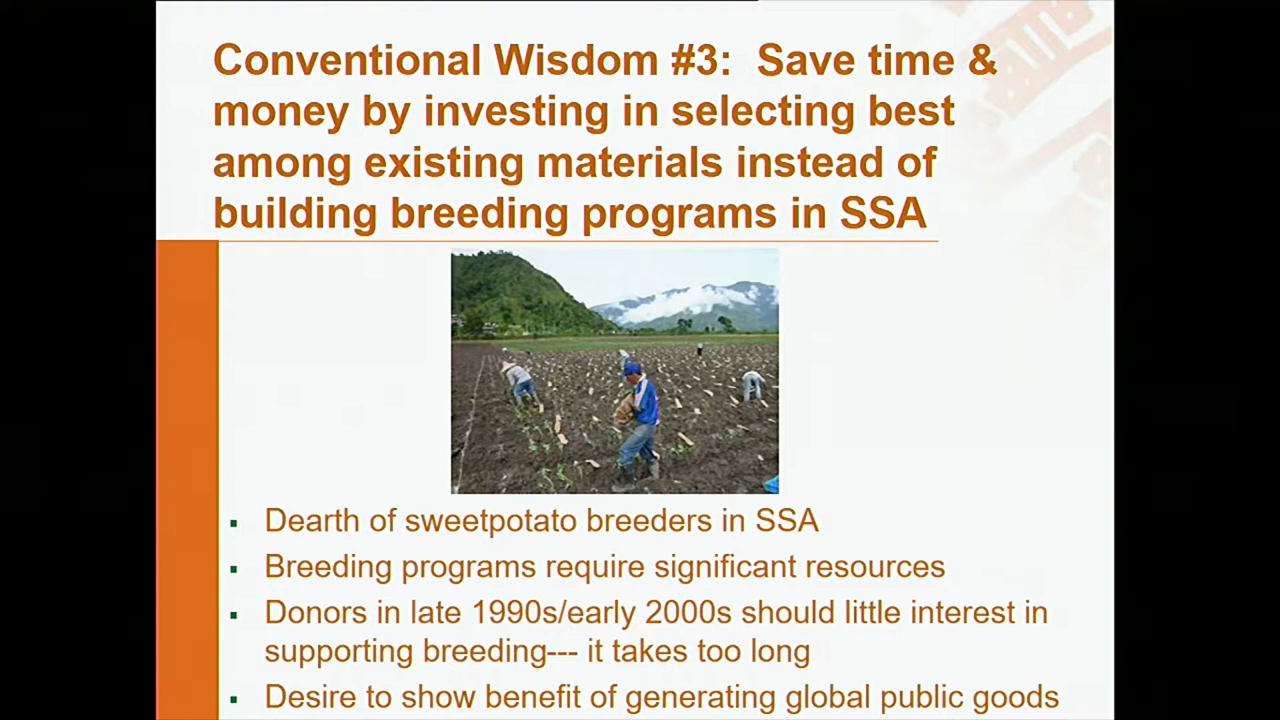 Conventional Wisdom #3: Save time &
money by investing in selecting best
among existing materials instead of
building breeding programs in SSA
▪ Dearth of sweetpotato breeders in SSA
▪ Breeding programs require significant resources
▪ Donors in late 1990s/early 2000s should little interest in
supporting breeding--- it takes too long
▪ Desire to show benefit of generating global public goods